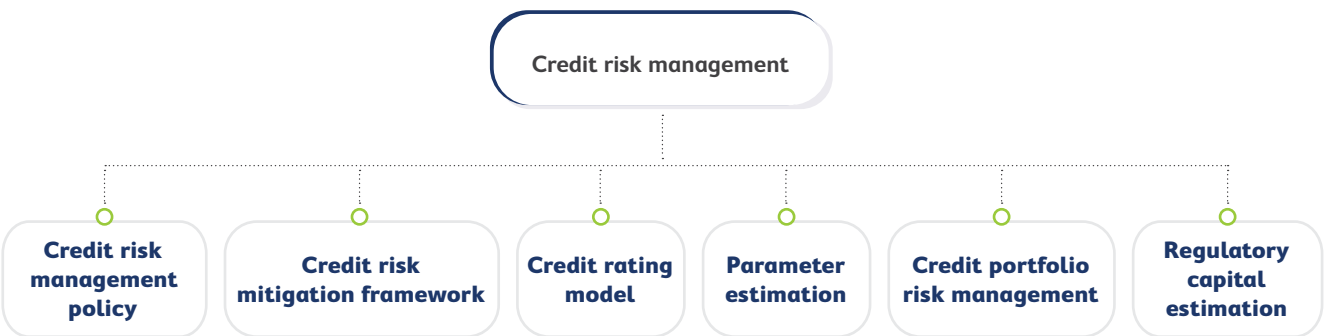 Credit risk management
Credit risk
management
policy
Credit risk
mitigation framework
Credit rating
model
Parameter
estimation
Credit portfolio
risk management
Regulatory
capital
estimation